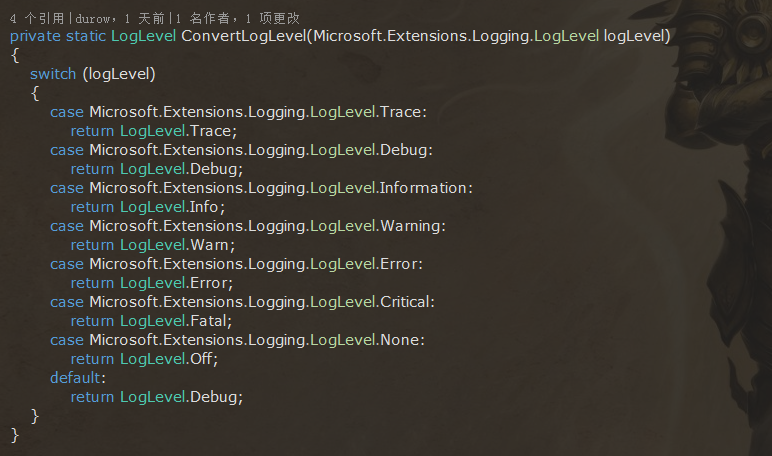 4 个引用|durow，1 天前|1 名作者，1 项更改
private static LogLevel ConvertLogLevel(Microsoft.Extensions.Logging.LogLevel logLevel)
{
    switch (logLevel)
    {
        case Microsoft.Extensions.Logging.LogLevel.Trace:
            return LogLevel.Trace;
        case Microsoft.Extensions.Logging.LogLevel.Debug:
            return LogLevel.Debug;
        case Microsoft.Extensions.Logging.LogLevel.Information:
            return LogLevel.Info;
        case Microsoft.Extensions.Logging.LogLevel.Warning:
            return LogLevel.Warn;
        case Microsoft.Extensions.Logging.LogLevel.Error:
            return LogLevel.Error;
        case Microsoft.Extensions.Logging.LogLevel.Critical:
            return LogLevel.Fatal;
        case Microsoft.Extensions.Logging.LogLevel.None:
            return LogLevel.Off;
        default:
            return LogLevel.Debug;
    }
}